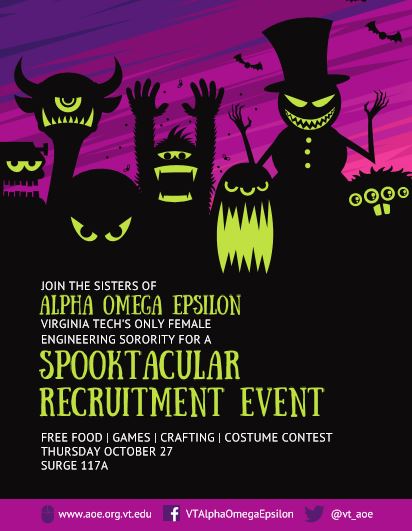 JOIN THE SISTERS OF
ALPHA OMEGA EPSILON
VIRGINIA TECH'S ONLY FEMALE
ENGINEERING SORORITY FOR A
SPOOKTACULAR
RECRUITMENT EVENT
FREE FOOD | GAMES | CRAFTING | COSTUME CONTEST
THURSDAY OCTOBER 27
SURGE 117A
www.aoe.org.vt.edu VTAlphaOmegaEpsilon @vt_aoe